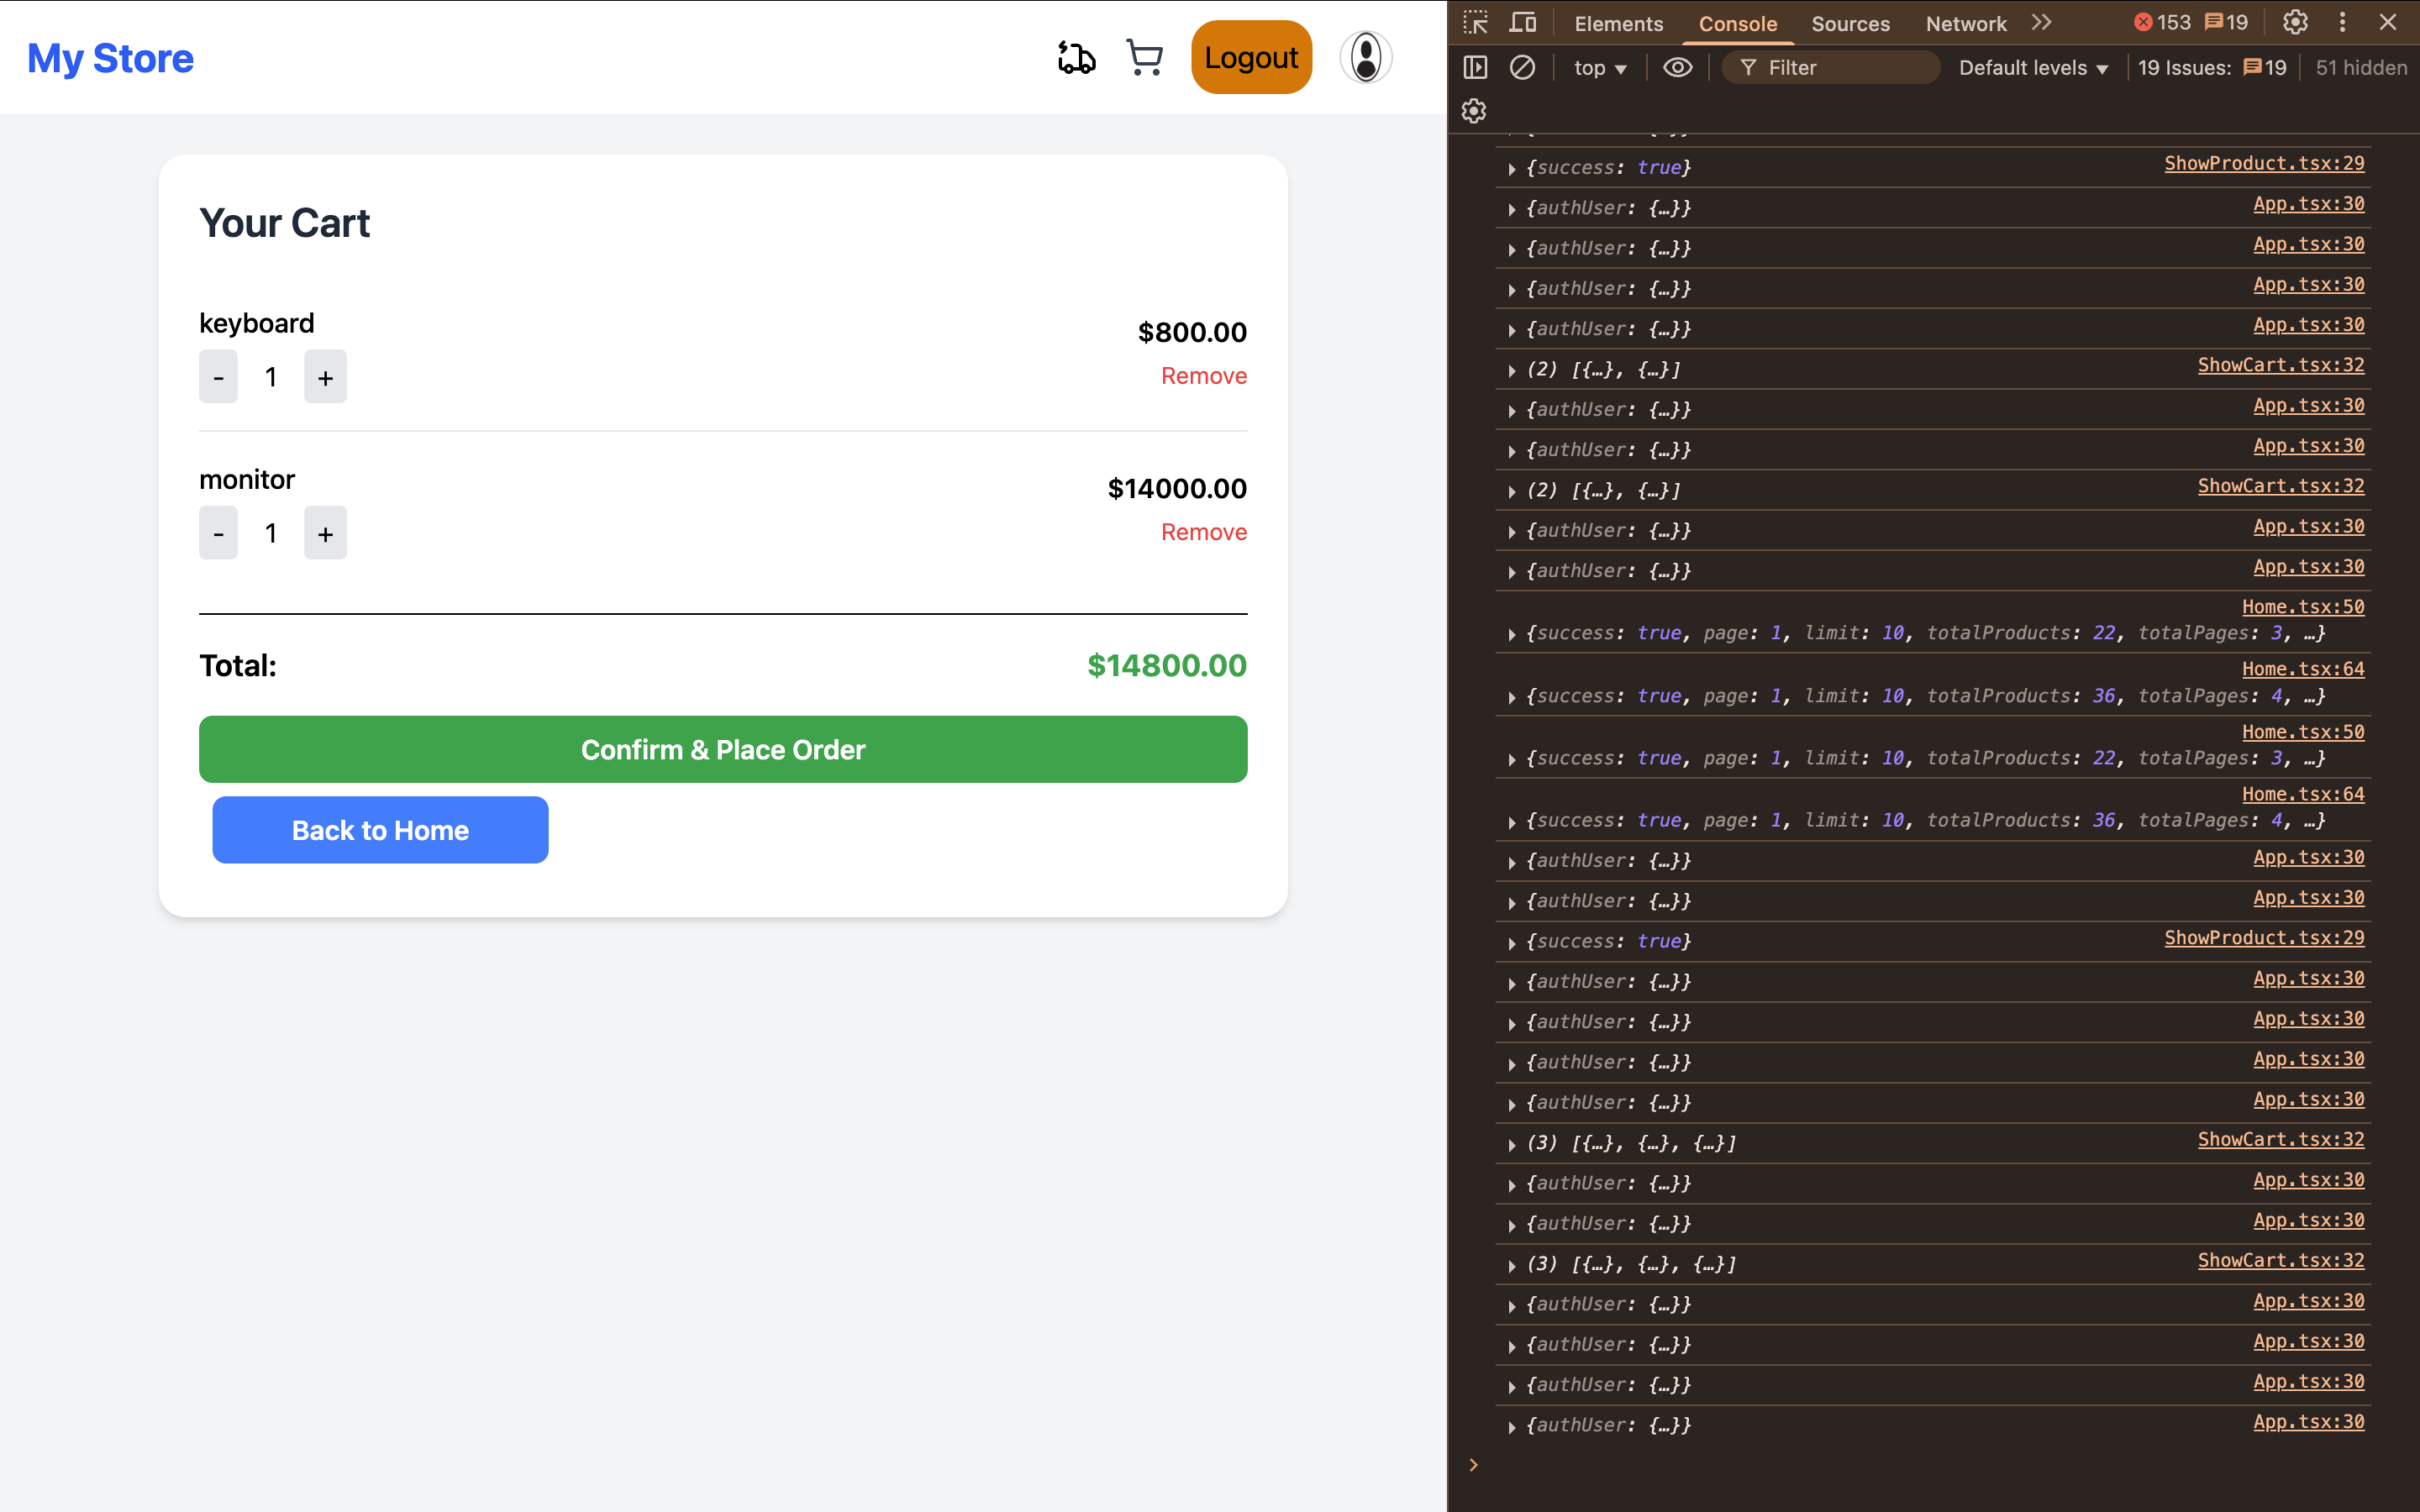 My Store
Logout
Your Cart
keyboard
$800.00
- 1 +
Remove
monitor
$14000.00
- 1 +
Remove
Total:
$14800.00
Confirm & Place Order
Back to Home
Elements Console Sources Network 153 19
top Filter Default levels 19 Issues: 19 51 hidden
{success: true} ShowProduct.tsx:29
{authUser: {…}} App.tsx:30
{authUser: {…}} App.tsx:30
{authUser: {…}} App.tsx:30
{authUser: {…}} App.tsx:30
(2) [{…}, {…}] ShowCart.tsx:32
{authUser: {…}} App.tsx:30
{authUser: {…}} App.tsx:30
(2) [{…}, {…}] ShowCart.tsx:32
{authUser: {…}} App.tsx:30
{authUser: {…}} App.tsx:30
Home.tsx:50
{success: true, page: 1, limit: 10, totalProducts: 22, totalPages: 3, …}
Home.tsx:64
{success: true, page: 1, limit: 10, totalProducts: 36, totalPages: 4, …}
Home.tsx:50
{success: true, page: 1, limit: 10, totalProducts: 22, totalPages: 3, …}
Home.tsx:64
{success: true, page: 1, limit: 10, totalProducts: 36, totalPages: 4, …}
{authUser: {…}} App.tsx:30
{authUser: {…}} App.tsx:30
{success: true} ShowProduct.tsx:29
{authUser: {…}} App.tsx:30
{authUser: {…}} App.tsx:30
{authUser: {…}} App.tsx:30
{authUser: {…}} App.tsx:30
(3) [{…}, {…}, {…}] ShowCart.tsx:32
{authUser: {…}} App.tsx:30
{authUser: {…}} App.tsx:30
(3) [{…}, {…}, {…}] ShowCart.tsx:32
{authUser: {…}} App.tsx:30
{authUser: {…}} App.tsx:30
{authUser: {…}} App.tsx:30
{authUser: {…}} App.tsx:30